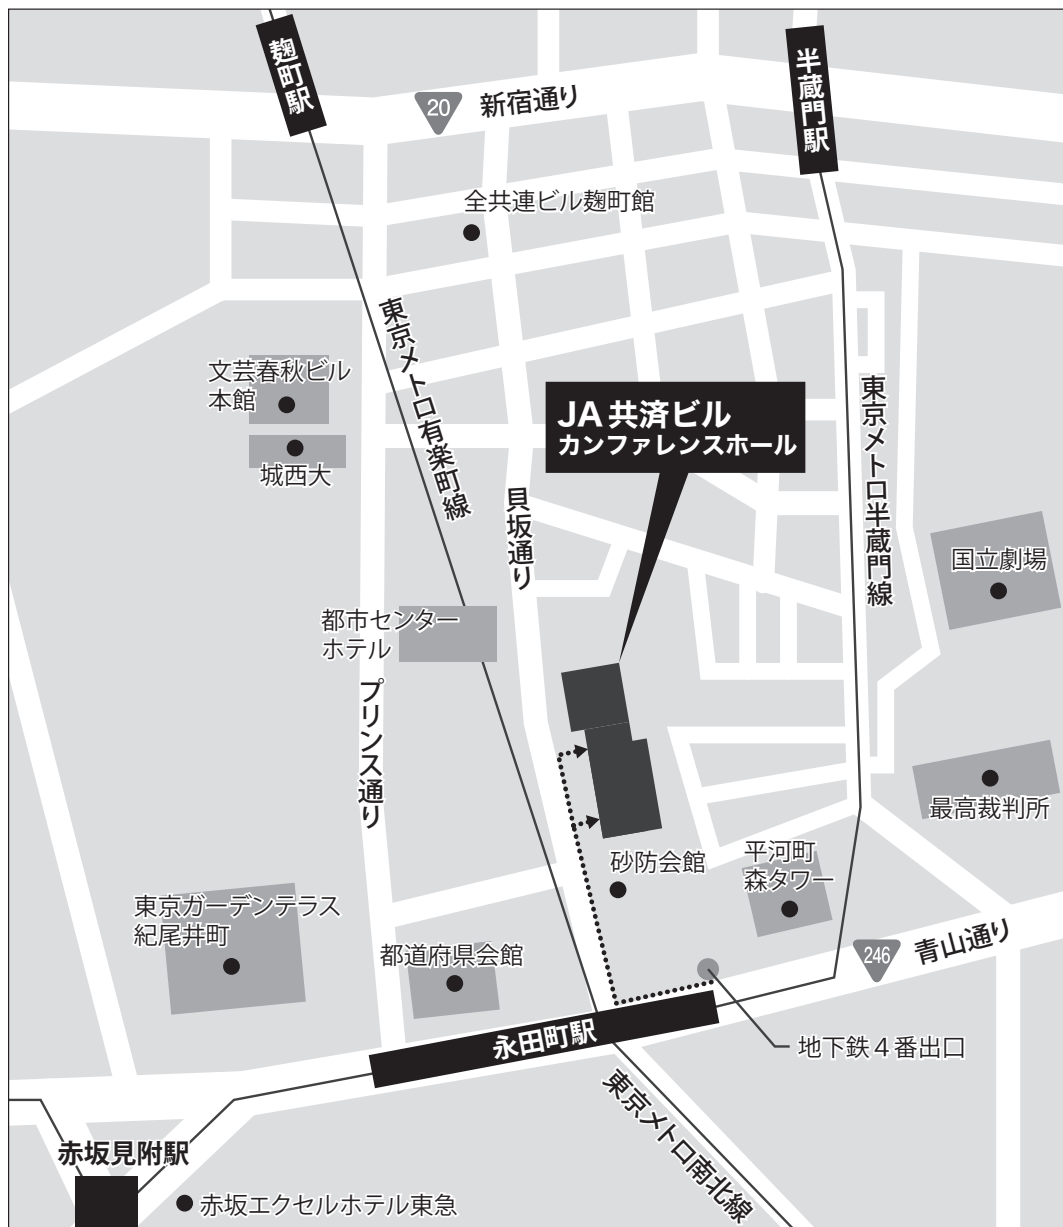 麹町駅
半蔵門駅
20
新宿通り
全共連ビル麹町館
東京メトロ有楽町線
文芸春秋ビル
本館
城西大
JA 共済ビル
カンファレンスホール
東京メトロ半蔵門線
貝坂通り
国立劇場
都市センター
ホテル
プリンス通り
最高裁判所
砂防会館
平河町
森タワー
東京ガーデンテラス
紀尾井町
都道府県会館
246
青山通り
永田町駅
地下鉄４番出口
東京メトロ南北線
赤坂見附駅
赤坂エクセルホテル東急